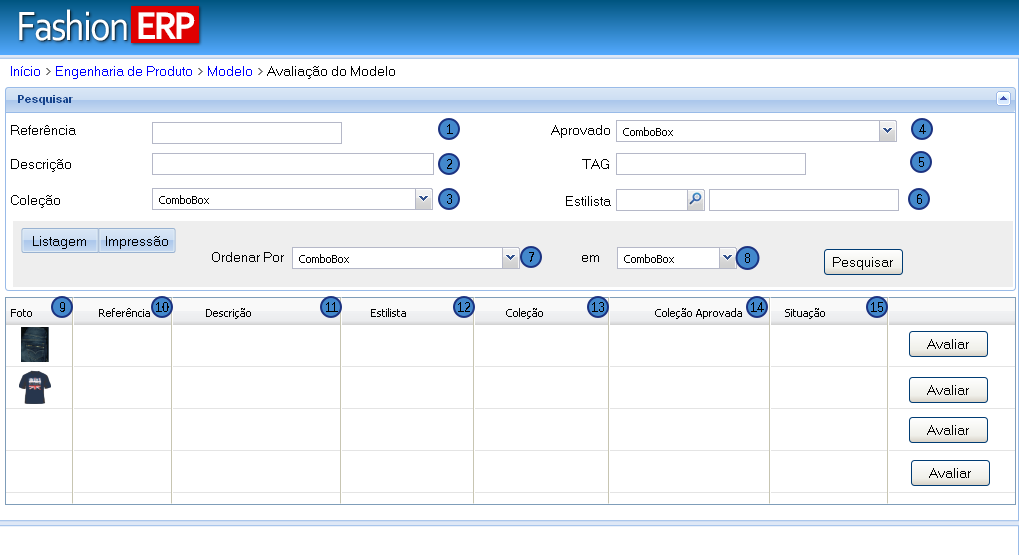 Fashion ERP
Início > Engenharia de Produto > Modelo > Avaliação do Modelo
Pesquisar
Referência 1 Aprovado ComboBox 4
Descrição 2 TAG 5
Coleção ComboBox 3 Estilista 6
Listagem Impressão
Ordenar Por ComboBox 7 em ComboBox 8 Pesquisar
Foto 9 Referência 10 Descrição 11 Estilista 12 Coleção 13 Coleção Aprovada 14 Situação 15
Avaliar
Avaliar
Avaliar
Avaliar